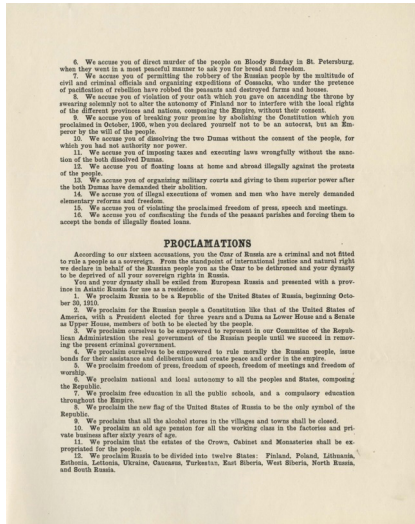 6. We accuse you of direct murder of the people on Bloody Sunday in St. Petersburg,
when they went in a most peaceful manner to ask you for bread and freedom.
7. We accuse you of permitting the robbery of the Russian people by the multitude of
civil and criminal officials and organizing expeditions of Cossacks, who under the pretence
of pacification of rebellion have robbed the peasants and destroyed farms and houses.
8. We accuse you of violation of your oath which you gave on ascending the throne by
swearing solemnly not to alter the autonomy of Finland nor to interfere with the local rights
of the different provinces and nations, composing the Empire, without their consent.
9. We accuse you of breaking your promise by abolishing the Constitution which you
proclaimed in October, 1905, when you declared yourself not to be an autocrat, but an Em-
peror by the will of the people.
10. We accuse you of dissolving the two Dumas without the consent of the people, for
which you had not authority nor power.
11. We accuse you of imposing taxes and executing laws wrongfully without the sanc-
tion of the both dissolved Dumas.
12. We accuse you of floating loans at home and abroad illegally against the protests
of the people.
13. We accuse you of organizing military courts and giving to them superior power after
the both Dumas have demanded their abolition.
14. We accuse you of illegal executions of women and men who have merely demanded
elementary reforms and freedom.
15. We accuse you of violating the proclaimed freedom of press, speech and meetings.
16. We accuse you of confiscating the funds of the peasant parishes and forcing them to
accept the bonds of illegally floated loans.
PROCLAMATIONS
According to our sixteen accusations, you the Czar of Russia are a criminal and not fitted
to rule a people as a sovereign. From the standpoint of international justice and natural right
we declare in behalf of the Russian people you as the Czar to be dethroned and your dynasty
to be deprived of all your sovereign rights in Russia.
You and your dynasty shall be exiled from European Russia and presented with a prov-
ince in Asiatic Russia for use as a residence.
1. We proclaim Russia to be a Republic of the United States of Russia, beginning Octo-
ber 30, 1910.
2. We proclaim for the Russian people a Constitution like that of the United States of
America, with a President elected for three years and a Duma as Lower House and a Senate
as Upper House, members of both to be elected by the people.
3. We proclaim ourselves to be empowered to represent in our Committee of the Repub-
lican Administration the real government of the Russian people until we succeed in remov-
ing the present criminal government.
4. We proclaim ourselves to be empowered to rule morally the Russian people, issue
bonds for their assistance and deliberation and create peace and order in the empire.
5. We proclaim freedom of press, freedom of speech, freedom of meetings and freedom of
worship.
6. We proclaim national and local autonomy to all the peoples and States, composing
the Republic.
7. We proclaim free education in all the public schools, and a compulsory education
throughout the Empire.
8. We proclaim the new flag of the United States of Russia to be the only symbol of the
Republic.
9. We proclaim that all the alcohol stores in the villages and towns shall be closed.
10. We proclaim an old age pension for all the working class in the factories and pri-
vate business after sixty years of age.
11. We proclaim that the estates of the Crown, Cabinet and Monasteries shall be ex-
propriated for the people.
12. We proclaim Russia to be divided into twelve States: Finland, Poland, Lithuania,
Esthonia, Lettonia, Ukraine, Caucasus, Turkestan, East Siberia, West Siberia, North Russia,
and South Russia.